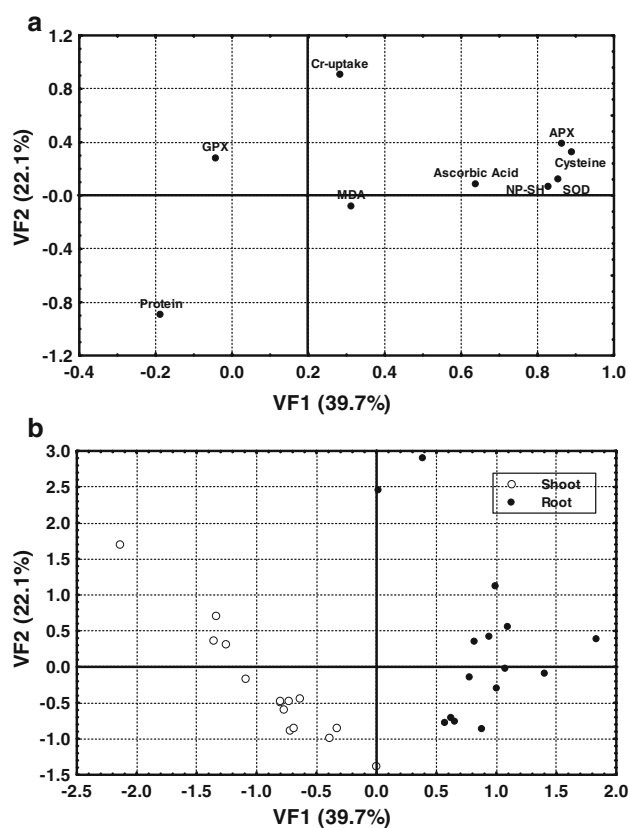 a
1.2
0.8
0.4
-0.0
-0.4
-0.8
-1.2
VF2 (22.1%)
Cr-uptake
GPX
APX
Cysteine
Ascorbic Acid
NP-SH
SOD
MDA
Protein
-0.4 -0.2 0.0 0.2 0.4 0.6 0.8 1.0
VF1 (39.7%)
b
3.0
2.5
2.0
1.5
1.0
0.5
0.0
-0.5
-1.0
-1.5
VF2 (22.1%)
Shoot
Root
-2.5 -2.0 -1.5 -1.0 -0.5 0.0 0.5 1.0 1.5 2.0
VF1 (39.7%)